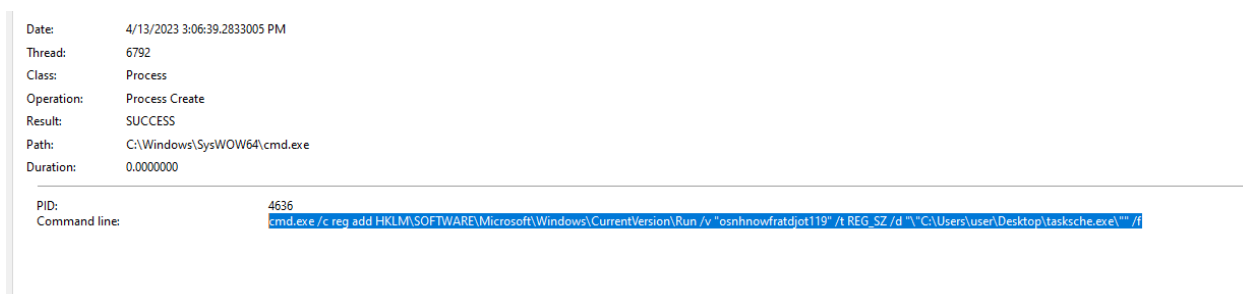 Date: 4/13/2023 3:06:39.2833005 PM
Thread: 6792
Class: Process
Operation: Process Create
Result: SUCCESS
Path: C:\Windows\SysWOW64\cmd.exe
Duration: 0.0000000
PID: 4636
Command line: cmd.exe /c reg add HKLM\SOFTWARE\Microsoft\Windows\CurrentVersion\Run /v "osnhnowfratdjot119" /t REG_SZ /d "\"C:\Users\user\Desktop\tasksche.exe\"" /f